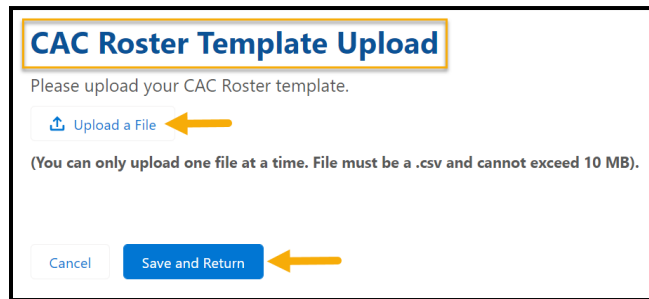 CAC Roster Template Upload
Please upload your CAC Roster template.
Upload a File
(You can only upload one file at a time. File must be a .csv and cannot exceed 10 MB).
Cancel Save and Return